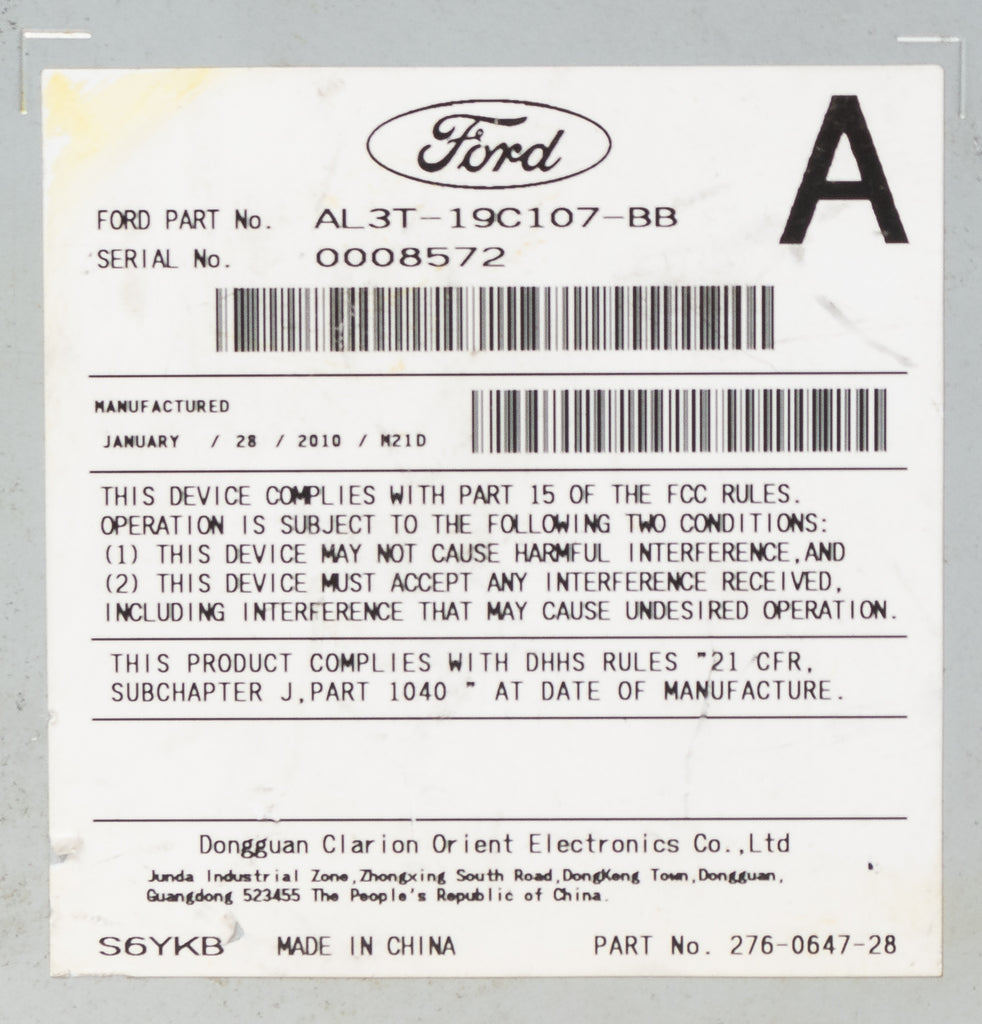 Ford
A
FORD PART No. AL3T-19C107-BB
SERIAL No. 0008572
MANUFACTURED
JANUARY / 28 / 2010 / M21D
THIS DEVICE COMPLIES WITH PART 15 OF THE FCC RULES.
OPERATION IS SUBJECT TO THE FOLLOWING TWO CONDITIONS:
(1) THIS DEVICE MAY NOT CAUSE HARMFUL INTERFERENCE,AND
(2) THIS DEVICE MUST ACCEPT ANY INTERFERENCE RECEIVED,
INCLUDING INTERFERENCE THAT MAY CAUSE UNDESIRED OPERATION.
THIS PRODUCT COMPLIES WITH DHHS RULES "21 CFR,
SUBCHAPTER J,PART 1040 " AT DATE OF MANUFACTURE.
Dongguan Clarion Orient Electronics Co.,Ltd
Junda Industrial Zone,Zhongxing South Road,DongKeng Town,Dongguan,
Guangdong 523455 The People's Republic of China.
S6YKB MADE IN CHINA PART No. 276-0647-28